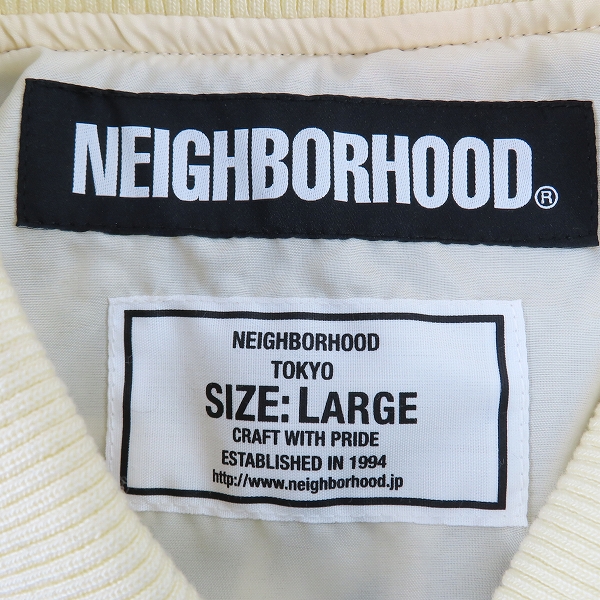 NEIGHBORHOOD®
NEIGHBORHOOD
TOKYO
SIZE: LARGE
CRAFT WITH PRIDE
ESTABLISHED IN 1994
http://www.neighborhood.jp